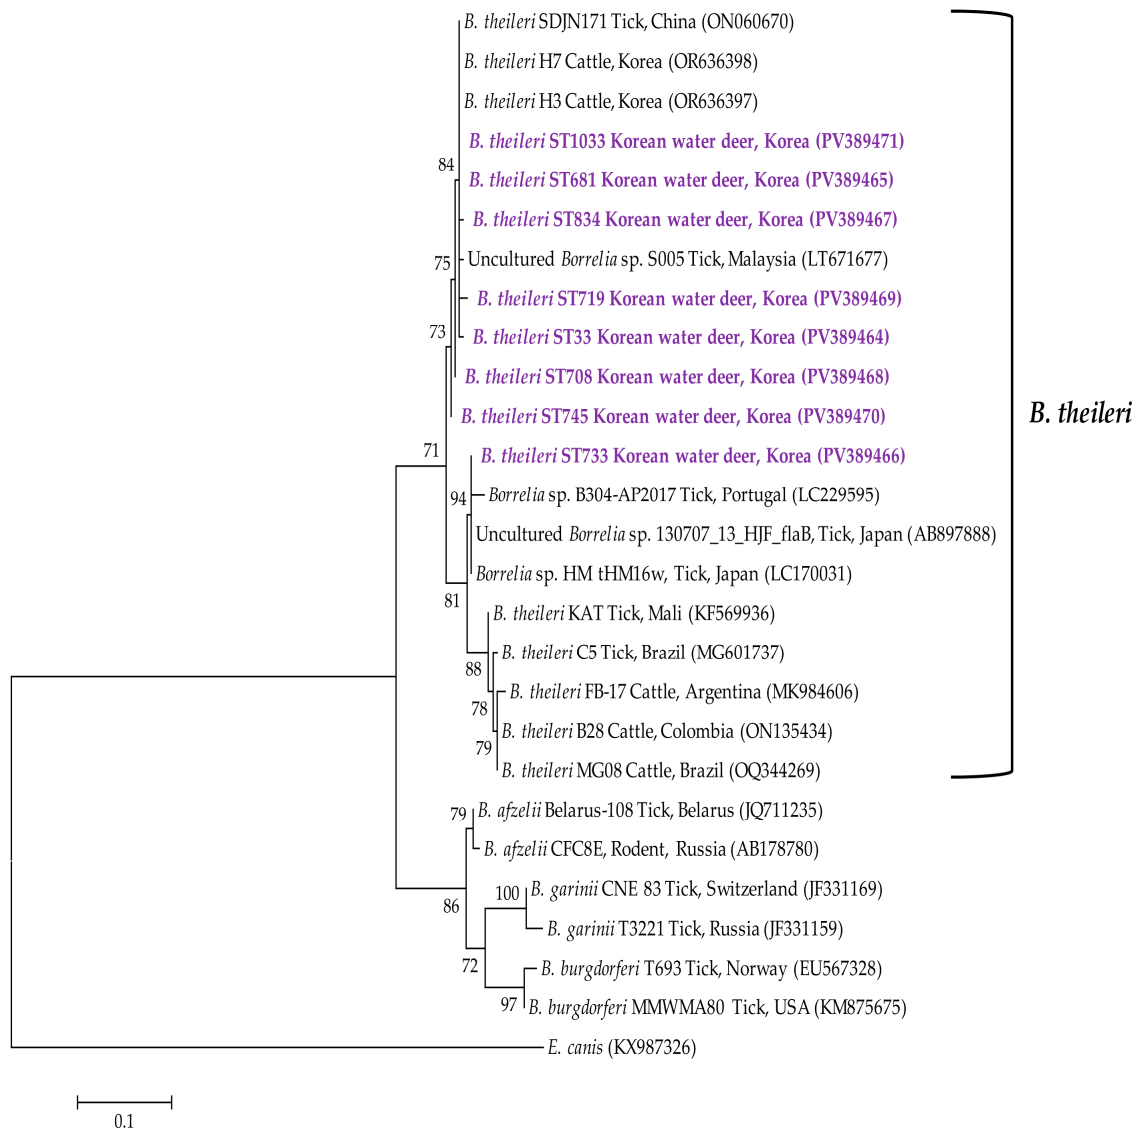 B. theileri SDJN171 Tick, China (ON060670)
B. theileri H7 Cattle, Korea (OR636398)
B. theileri H3 Cattle, Korea (OR636397)
B. theileri ST1033 Korean water deer, Korea (PV389471)
84
B. theileri ST681 Korean water deer, Korea (PV389465)
B. theileri ST834 Korean water deer, Korea (PV389467)
75
Uncultured Borrelia sp. S005 Tick, Malaysia (LT671677)
B. theileri ST719 Korean water deer, Korea (PV389469)
73
B. theileri ST33 Korean water deer, Korea (PV389464)
B. theileri ST708 Korean water deer, Korea (PV389468)
B. theileri ST745 Korean water deer, Korea (PV389470)
B. theileri
71
B. theileri ST733 Korean water deer, Korea (PV389466)
94
Borrelia sp. B304-AP2017 Tick, Portugal (LC229595)
Uncultured Borrelia sp. 130707_13_HJF_flaB, Tick, Japan (AB897888)
Borrelia sp. HM tHM16w, Tick, Japan (LC170031)
81
B. theileri KAT Tick, Mali (KF569936)
B. theileri C5 Tick, Brazil (MG601737)
88
B. theileri FB-17 Cattle, Argentina (MK984606)
78
B. theileri B28 Cattle, Colombia (ON135434)
79
B. theileri MG08 Cattle, Brazil (OQ344269)
79
B. afzelii Belarus-108 Tick, Belarus (JQ711235)
B. afzelii CFC8E, Rodent, Russia (AB178780)
100
B. garinii CNE 83 Tick, Switzerland (JF331169)
86
B. garinii T3221 Tick, Russia (JF331159)
72
B. burgdorferi T693 Tick, Norway (EU567328)
97
B. burgdorferi MMWMA80 Tick, USA (KM875675)
E. canis (KX987326)
0.1